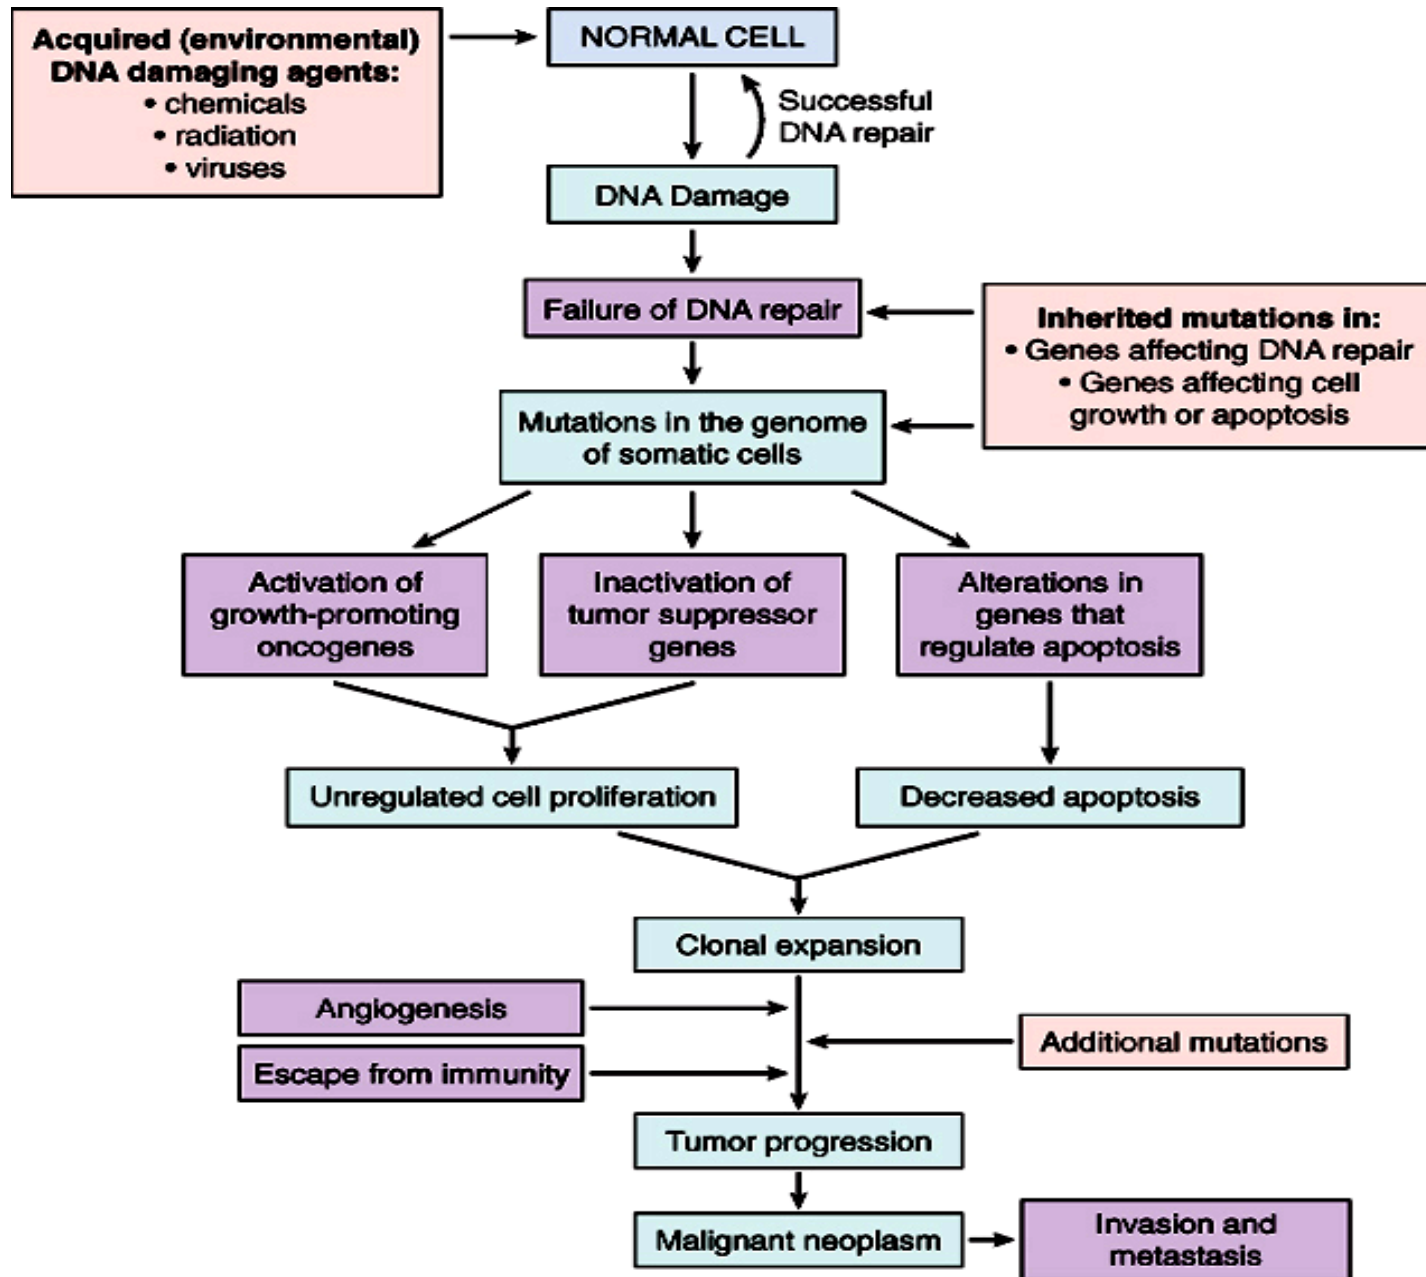 Acquired (environmental)
DNA damaging agents:
• chemicals
• radiation
• viruses
NORMAL CELL
Successful
DNA repair
DNA Damage
Failure of DNA repair
Inherited mutations in:
• Genes affecting DNA repair
• Genes affecting cell
growth or apoptosis
Mutations in the genome
of somatic cells
Activation of
growth-promoting
oncogenes
Inactivation of
tumor suppressor
genes
Alterations in
genes that
regulate apoptosis
Unregulated cell proliferation
Decreased apoptosis
Clonal expansion
Angiogenesis
Additional mutations
Escape from immunity
Tumor progression
Malignant neoplasm
Invasion and
metastasis